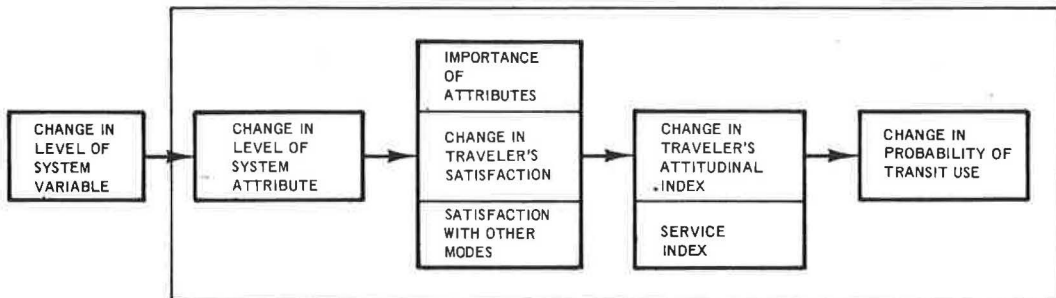 CHANGE IN
LEVEL OF
SYSTEM
VARIABLE
CHANGE IN
LEVEL OF
SYSTEM
ATTRIBUTE
IMPORTANCE
OF
ATTRIBUTES
CHANGE IN
TRAVELER'S
SATISFACTION
SATISFACTION
WITH OTHER
MODES
CHANGE IN
TRAVELER'S
ATTITUDINAL
INDEX
SERVICE
INDEX
CHANGE IN
PROBABILITY OF
TRANSIT USE